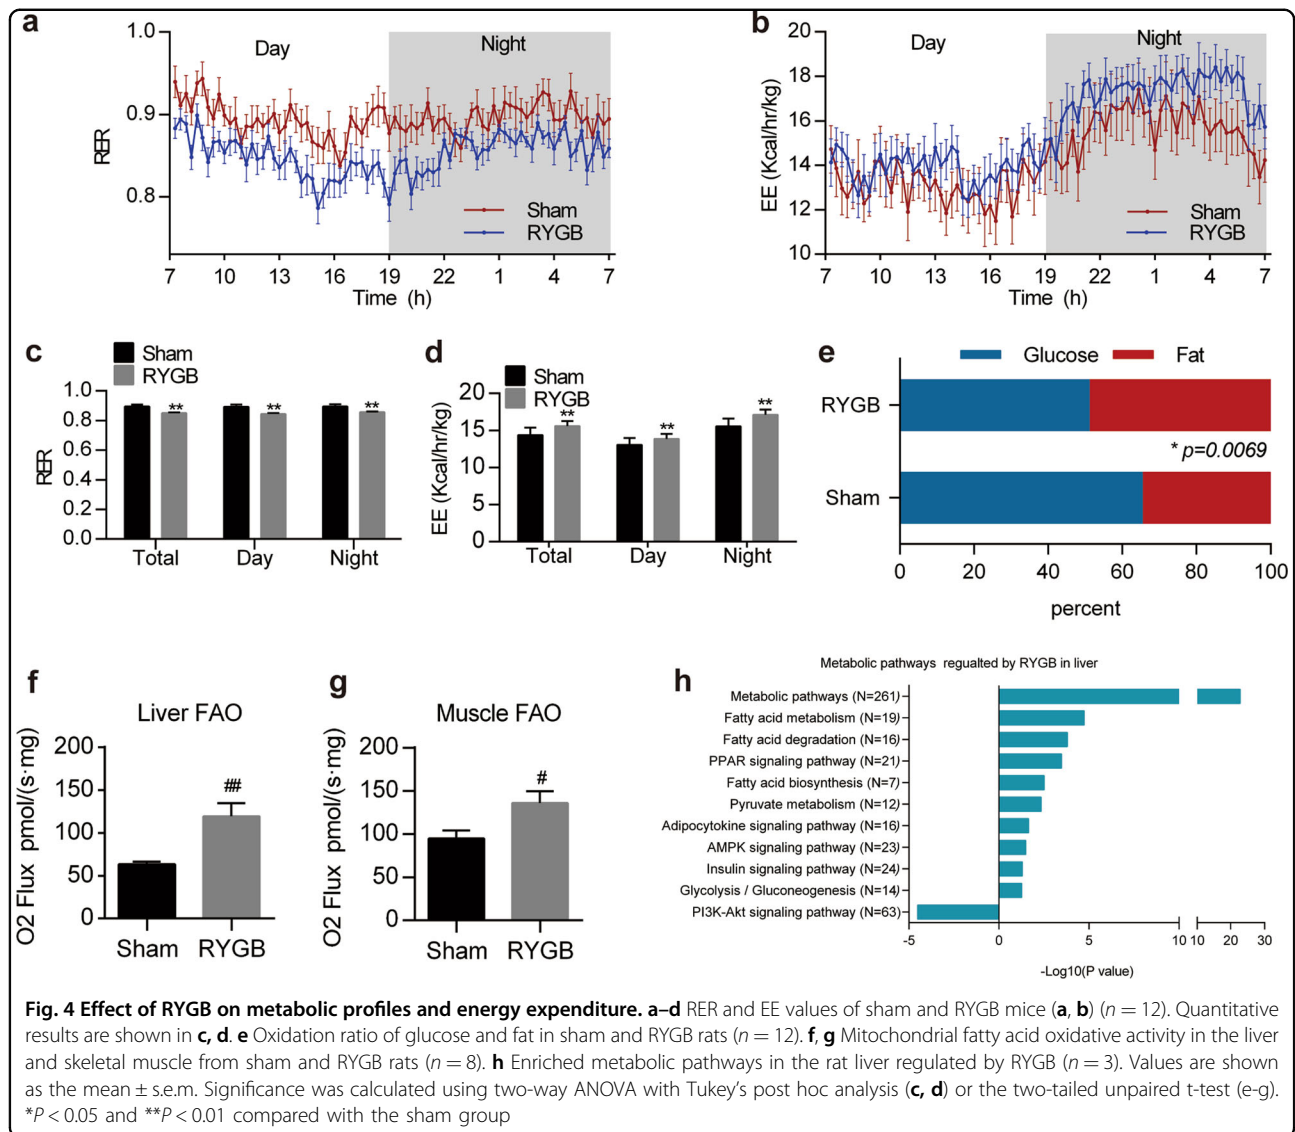 a
1.0
0.9
0.8
RER
Day
Night
Sham
RYGB
7 10 13 16 19 22 1 4 7
Time (h)
b
20
18
16
14
12
10
EE (Kcal/hr/kg)
Day
Night
Sham
RYGB
7 10 13 16 19 22 1 4 7
Time (h)
c
Sham
RYGB
1.0
0.8
0.6
0.4
0.2
0.0
RER
** ** **
Total Day Night
d
Sham
RYGB
20
15
10
5
0
EE (Kcal/hr/kg)
** ** **
Total Day Night
e
Glucose Fat
RYGB
* p=0.0069
Sham
0 20 40 60 80 100
percent
f
Liver FAO
200
150
100
50
0
O2 Flux pmol/(s·mg)
##
Sham RYGB
g
Muscle FAO
200
150
100
50
0
O2 Flux pmol/(s·mg)
#
Sham RYGB
h
Metabolic pathways regualted by RYGB in liver
Metabolic pathways (N=261)
Fatty acid metabolism (N=19)
Fatty acid degradation (N=16)
PPAR signaling pathway (N=21)
Fatty acid biosynthesis (N=7)
Pyruvate metabolism (N=12)
Adipocytokine signaling pathway (N=16)
AMPK signaling pathway (N=23)
Insulin signaling pathway (N=24)
Glycolysis / Gluconeogenesis (N=14)
PI3K-Akt signaling pathway (N=63)
-5 0 5 10 10 20 30
-Log10(P value)
Fig. 4 Effect of RYGB on metabolic profiles and energy expenditure. a–d RER and EE values of sham and RYGB mice (a, b) (n = 12). Quantitative
results are shown in c, d. e Oxidation ratio of glucose and fat in sham and RYGB rats (n = 12). f, g Mitochondrial fatty acid oxidative activity in the liver
and skeletal muscle from sham and RYGB rats (n = 8). h Enriched metabolic pathways in the rat liver regulated by RYGB (n = 3). Values are shown
as the mean ± s.e.m. Significance was calculated using two-way ANOVA with Tukey's post hoc analysis (c, d) or the two-tailed unpaired t-test (e-g).
*P < 0.05 and **P < 0.01 compared with the sham group